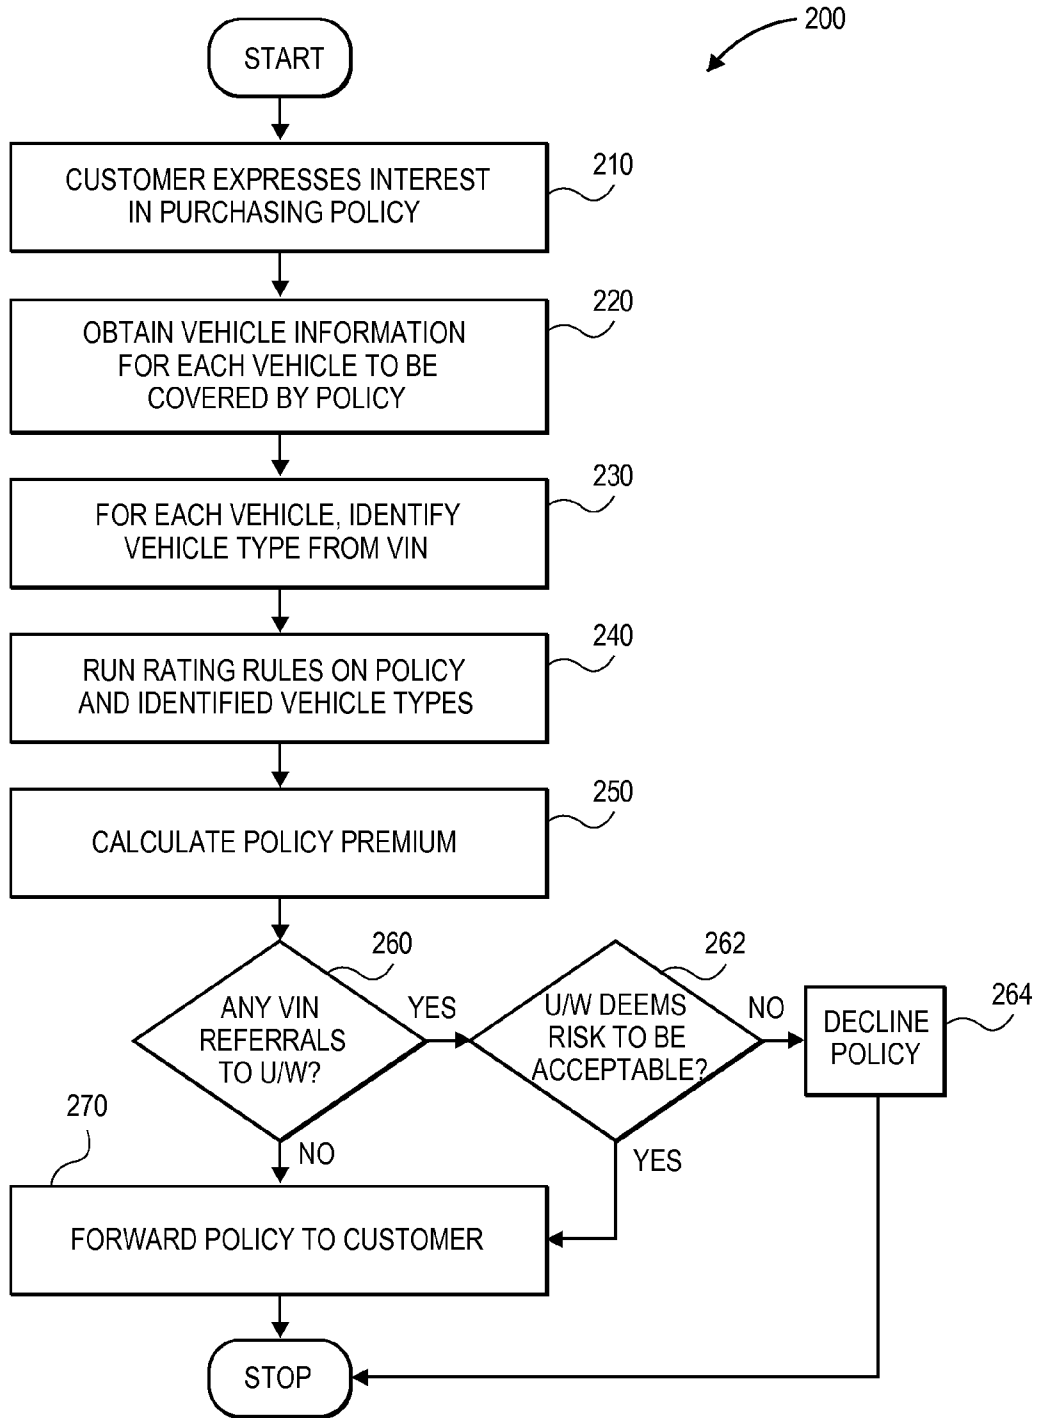 200
START
CUSTOMER EXPRESSES INTEREST
IN PURCHASING POLICY
210
OBTAIN VEHICLE INFORMATION
FOR EACH VEHICLE TO BE
COVERED BY POLICY
220
FOR EACH VEHICLE, IDENTIFY
VEHICLE TYPE FROM VIN
230
RUN RATING RULES ON POLICY
AND IDENTIFIED VEHICLE TYPES
240
CALCULATE POLICY PREMIUM
250
ANY VIN
REFERRALS
TO U/W?
260
YES
NO
U/W DEEMS
RISK TO BE
ACCEPTABLE?
262
NO
YES
DECLINE
POLICY
264
270
FORWARD POLICY TO CUSTOMER
STOP